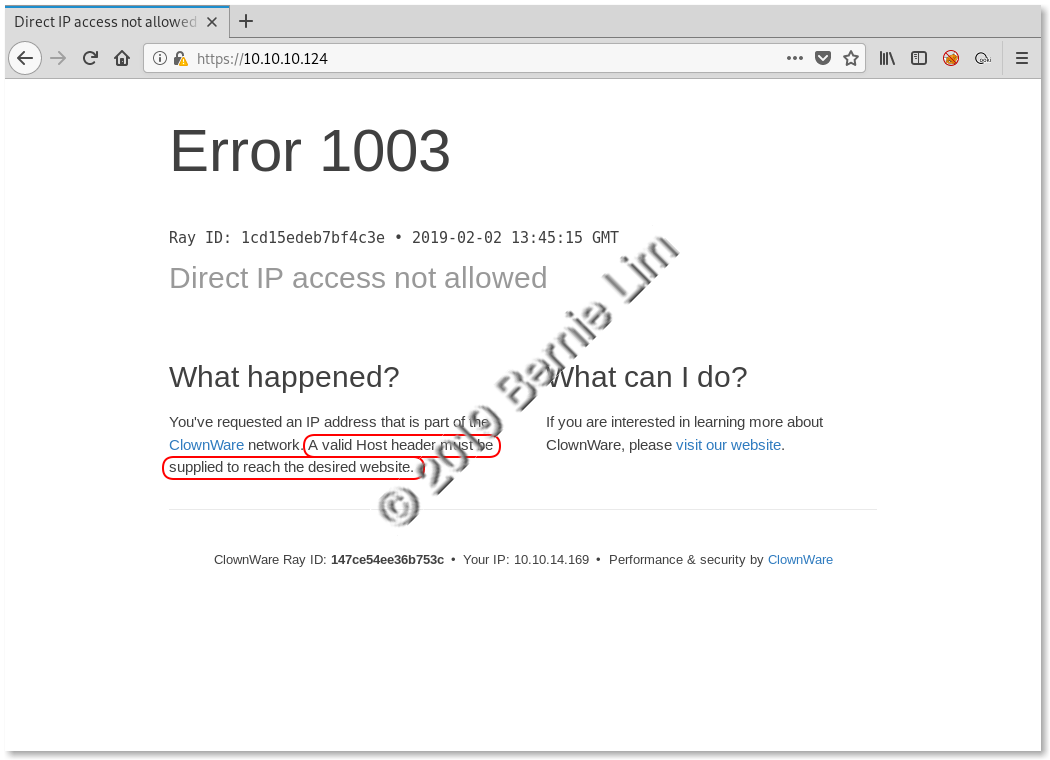 Direct IP access not allowed
https://10.10.10.124
Error 1003
Ray ID: 1cd15edeb7bf4c3e • 2019-02-02 13:45:15 GMT
Direct IP access not allowed
What happened?
You've requested an IP address that is part of the
ClownWare network. A valid Host header must be
supplied to reach the desired website.
What can I do?
If you are interested in learning more about
ClownWare, please visit our website.
ClownWare Ray ID: 147ce54ee36b753c • Your IP: 10.10.14.169 • Performance & security by ClownWare
© 2019 Bernie Lim